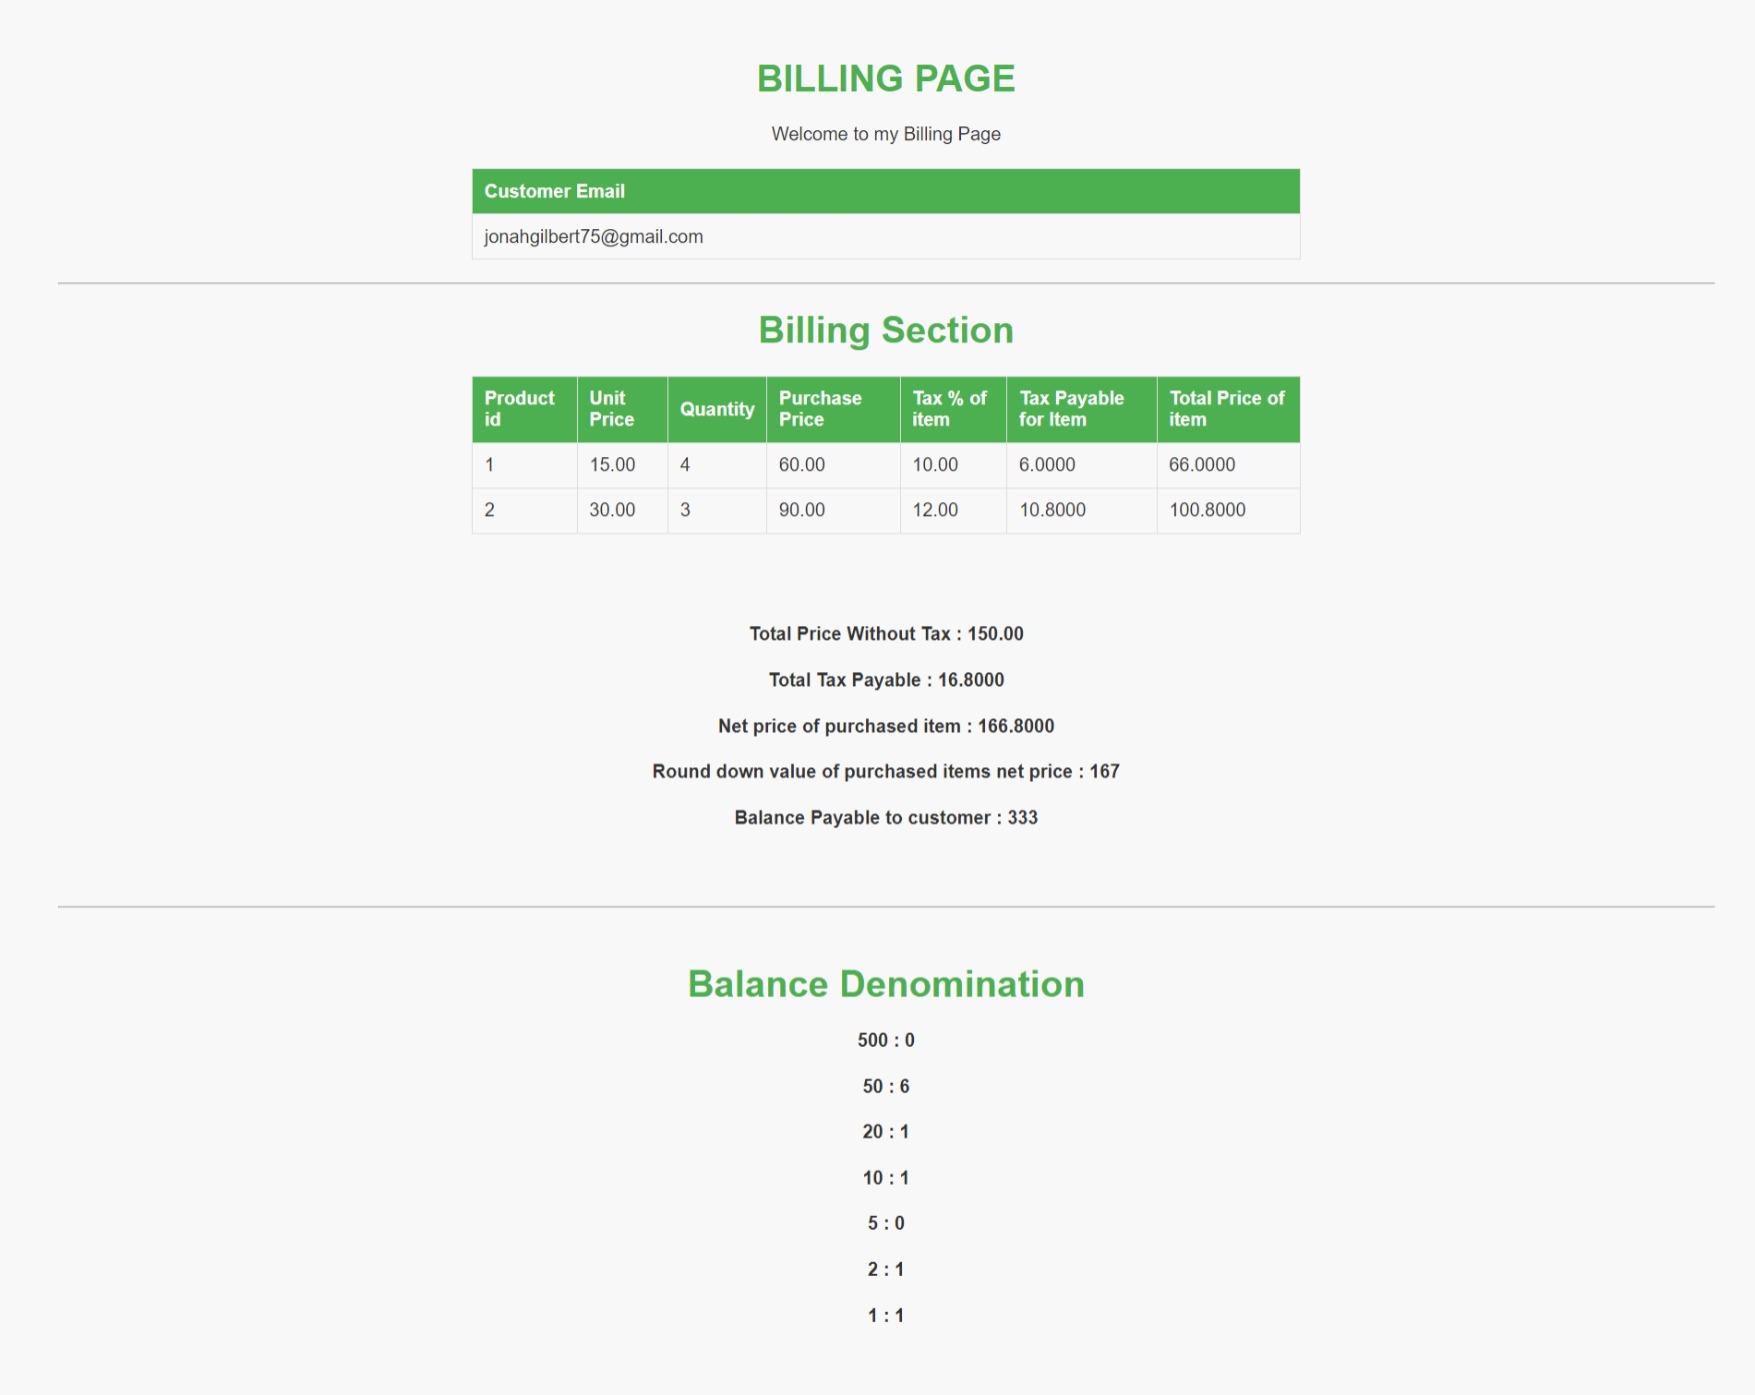 BILLING PAGE
Welcome to my Billing Page
Customer Email
jonahgilbert75@gmail.com
Billing Section
Product id Unit Price Quantity Purchase Price Tax % of item Tax Payable for Item Total Price of item
1 15.00 4 60.00 10.00 6.0000 66.0000
2 30.00 3 90.00 12.00 10.8000 100.8000
Total Price Without Tax : 150.00
Total Tax Payable : 16.8000
Net price of purchased item : 166.8000
Round down value of purchased items net price : 167
Balance Payable to customer : 333
Balance Denomination
500 : 0
50 : 6
20 : 1
10 : 1
5 : 0
2 : 1
1 : 1